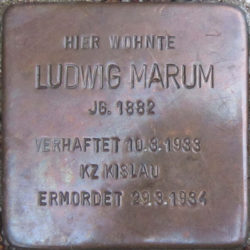 HIER WOHNTE
LUDWIG MARUM
JG. 1882
VERHAFTET 10.3.1933
KZ KISLAU
ERMORDET 29.3.1934